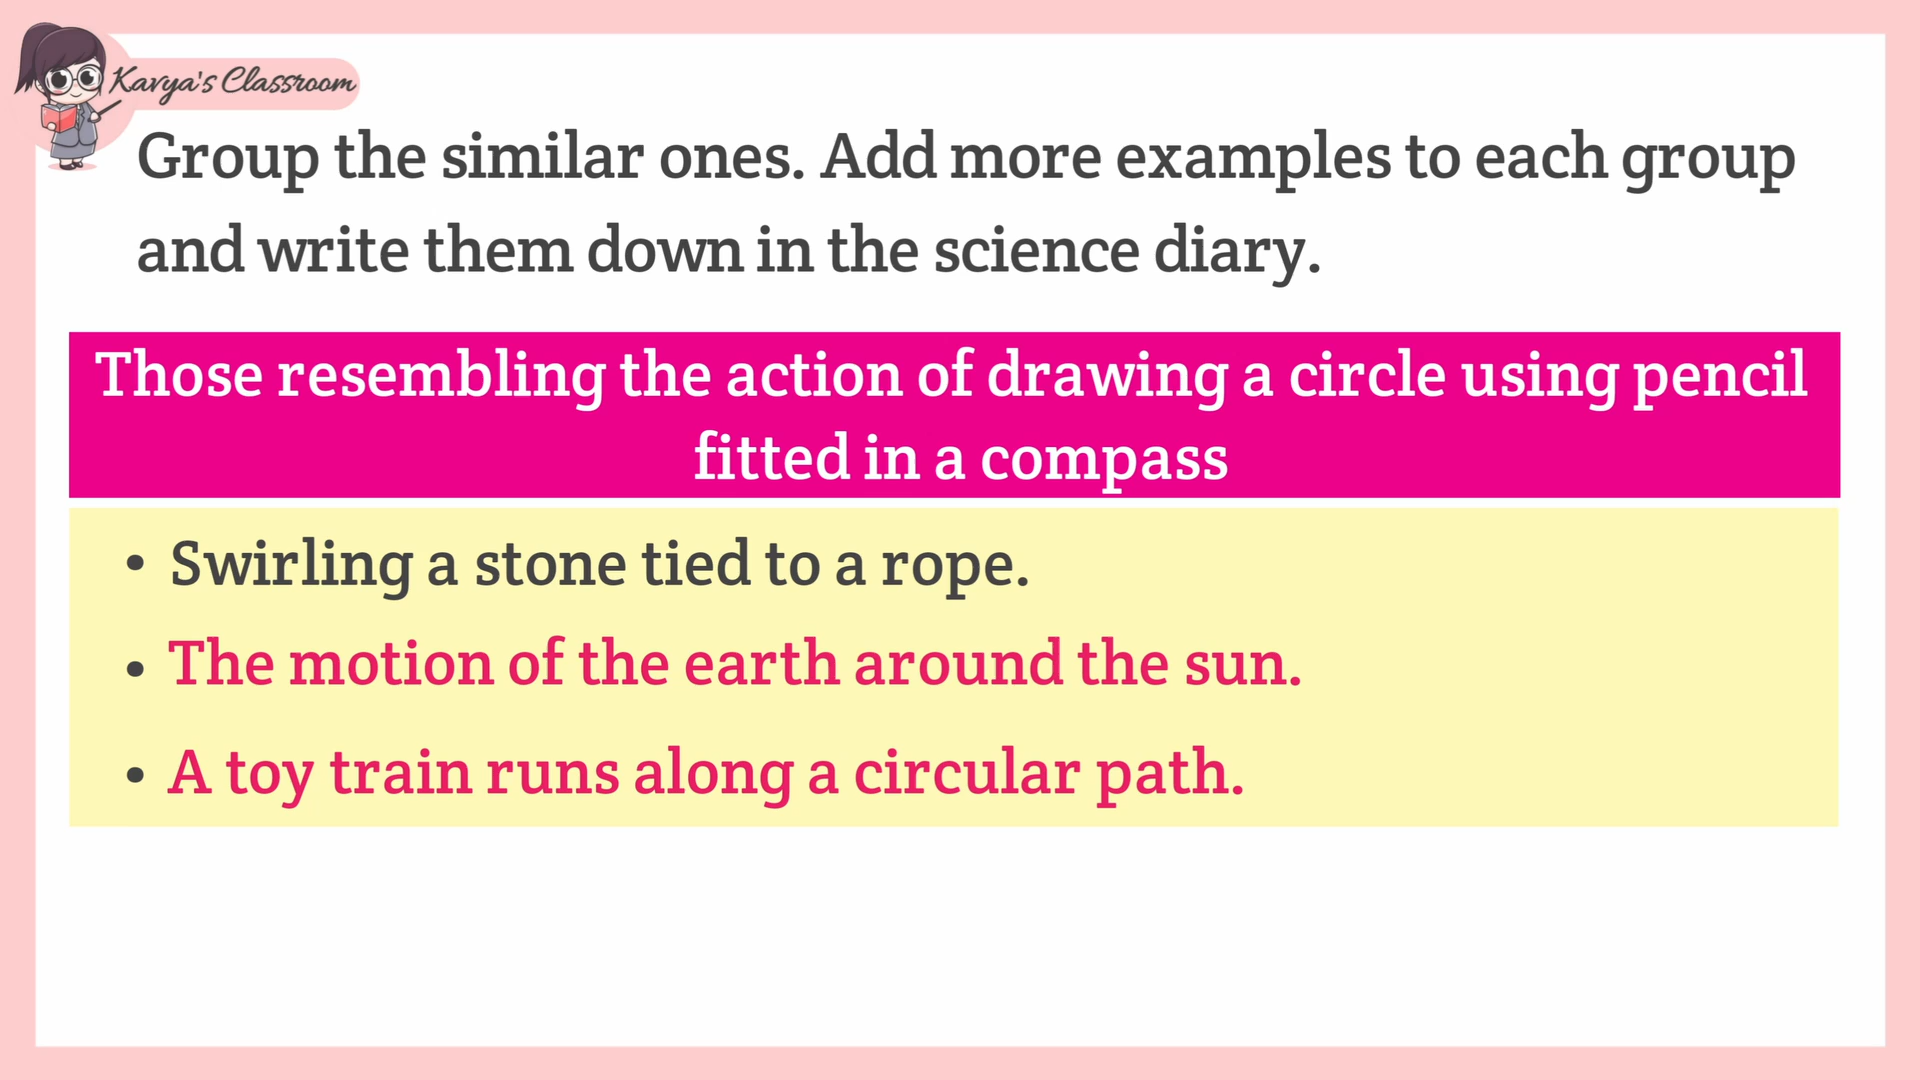 Karya's Classroom
Group the similar ones. Add more examples to each group
and write them down in the science diary.
Those resembling the action of drawing a circle using pencil
fitted in a compass
• Swirling a stone tied to a rope.
• The motion of the earth around the sun.
• A toy train runs along a circular path.